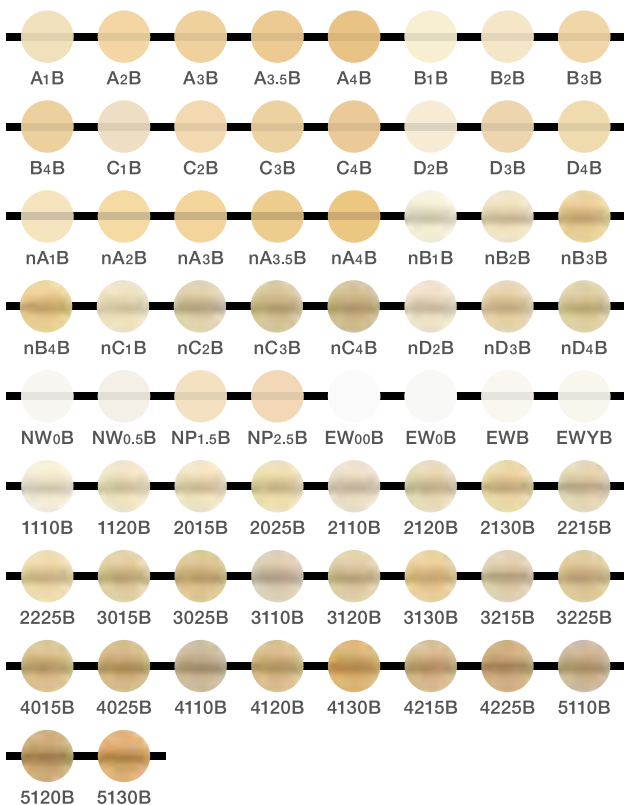 A1B A2B A3B A3.5B A4B B1B B2B B3B
B4B C1B C2B C3B C4B D2B D3B D4B
nA1B nA2B nA3B nA3.5B nA4B nB1B nB2B nB3B
nB4B nC1B nC2B nC3B nC4B nD2B nD3B nD4B
NW0B NW0.5B NP1.5B NP2.5B EW00B EW0B EWB EWYB
1110B 1120B 2015B 2025B 2110B 2120B 2130B 2215B
2225B 3015B 3025B 3110B 3120B 3130B 3215B 3225B
4015B 4025B 4110B 4120B 4130B 4215B 4225B 5110B
5120B 5130B